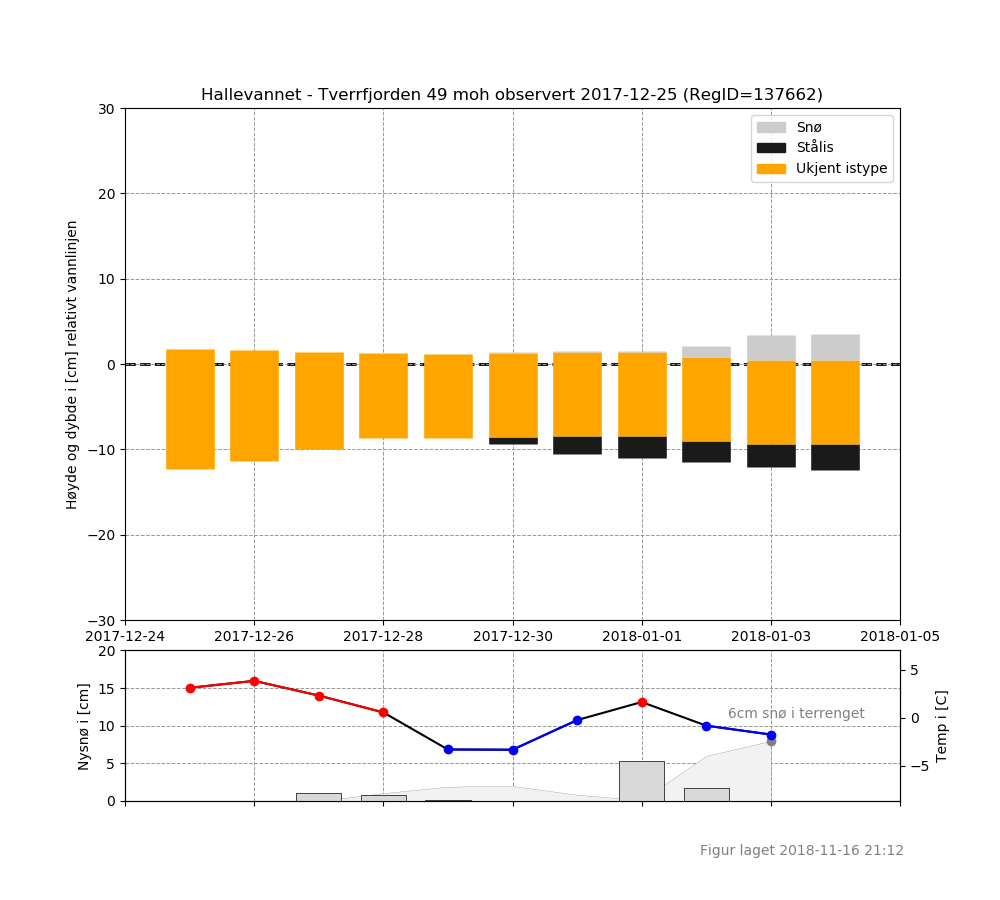 Hallevannet - Tverrfjorden 49 moh observert 2017-12-25 (RegID=137662)
Høyde og dybde i [cm] relativt vannlinjen
30
20
10
0
−10
−20
−30
Snø
Stålis
Ukjent istype
2017-12-24 2017-12-26 2017-12-28 2017-12-30 2018-01-01 2018-01-03 2018-01-05
Nysnø i [cm]
20
15
10
5
0
6cm snø i terrenget
5
0
−5
Temp i [C]
Figur laget 2018-11-16 21:12